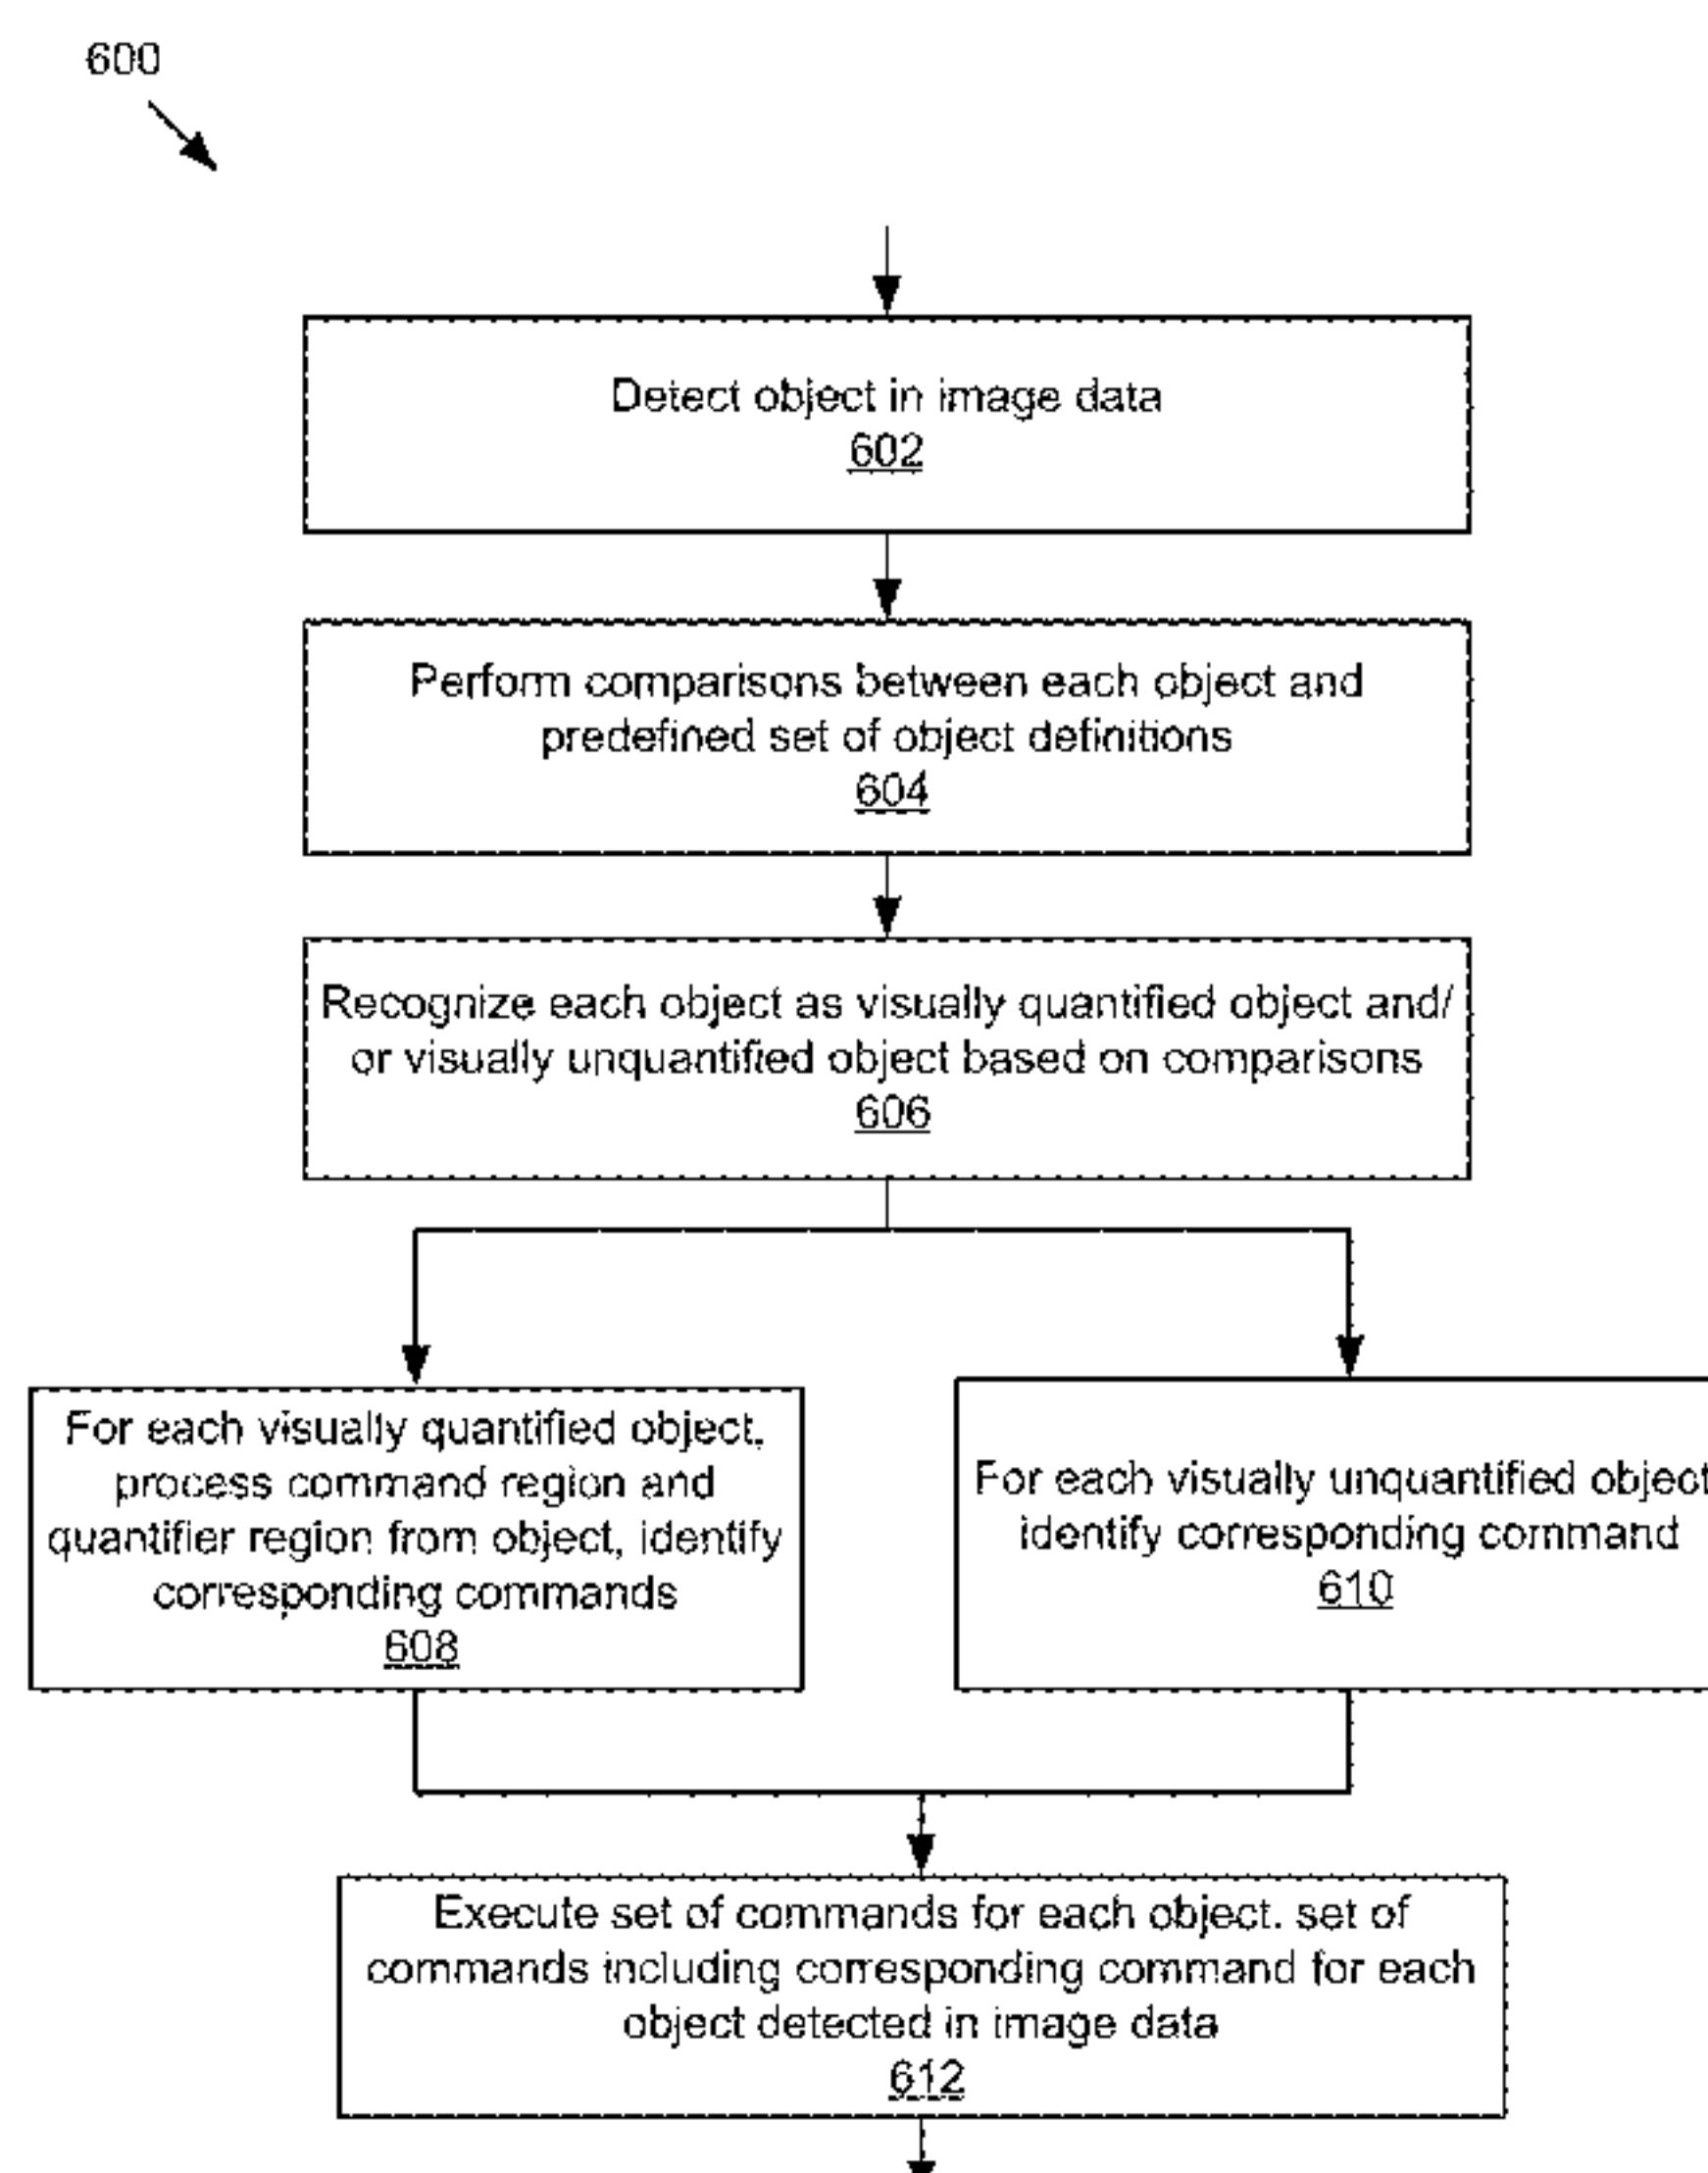 600
Detect object in image data
602
Perform comparisons between each object and
predefined set of object definitions
604
Recognize each object as visually quantified object and/
or visually unquantified object based on comparisons
606
For each visually quantified object,
process command region and
quantifier region from object, identify
corresponding commands
608
For each visually unquantified object
identify corresponding command
610
Execute set of commands for each object. set of
commands including corresponding command for each
object detected in image data
612